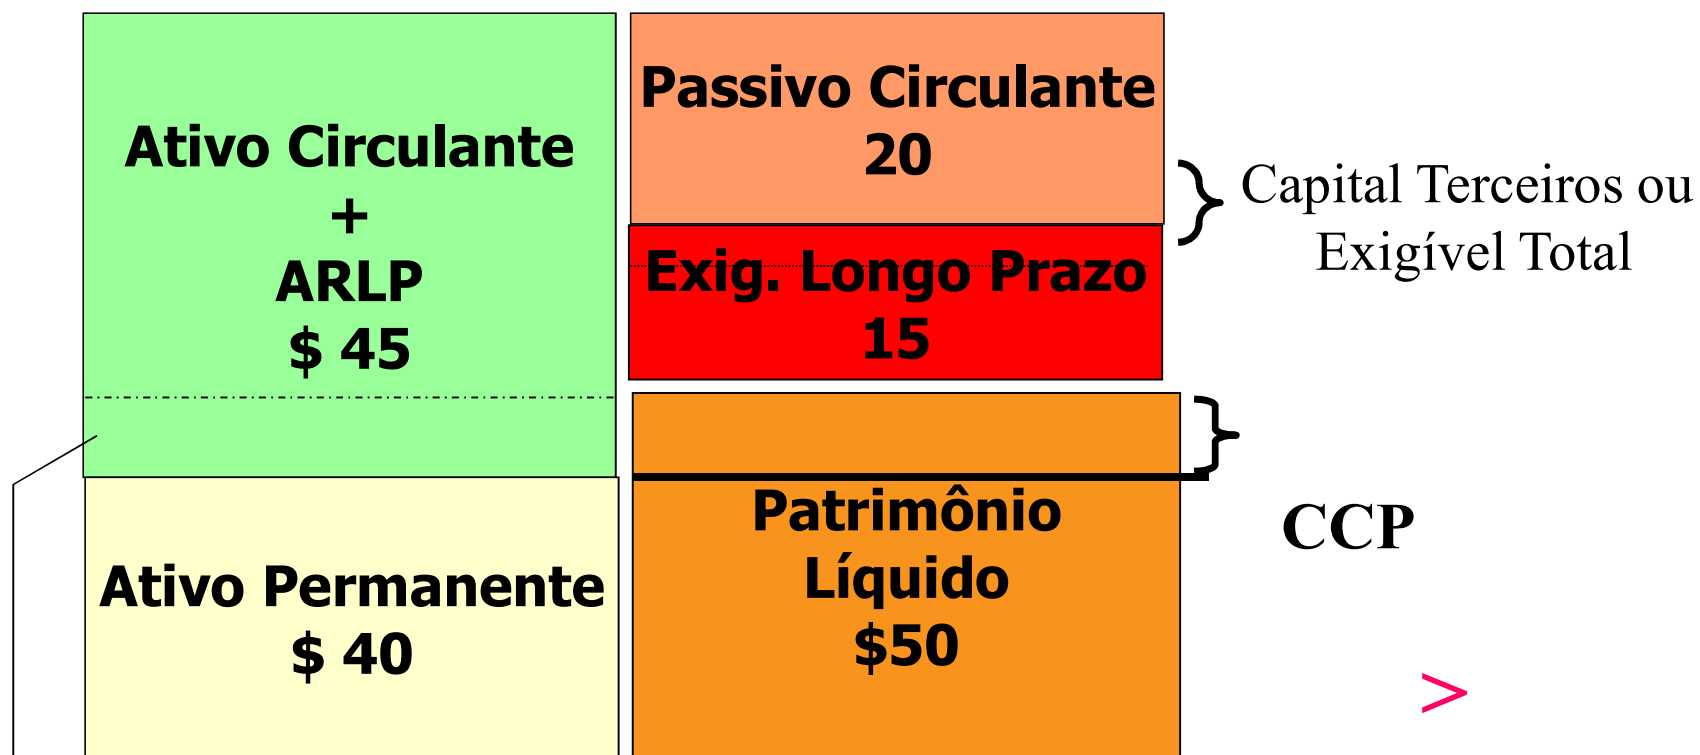 Ativo Circulante
+
ARLP
$ 45
Ativo Permanente
$ 40
Passivo Circulante
20
Exig. Longo Prazo
15
Patrimônio
Líquido
$50
Capital Terceiros ou
Exigível Total
CCP
>